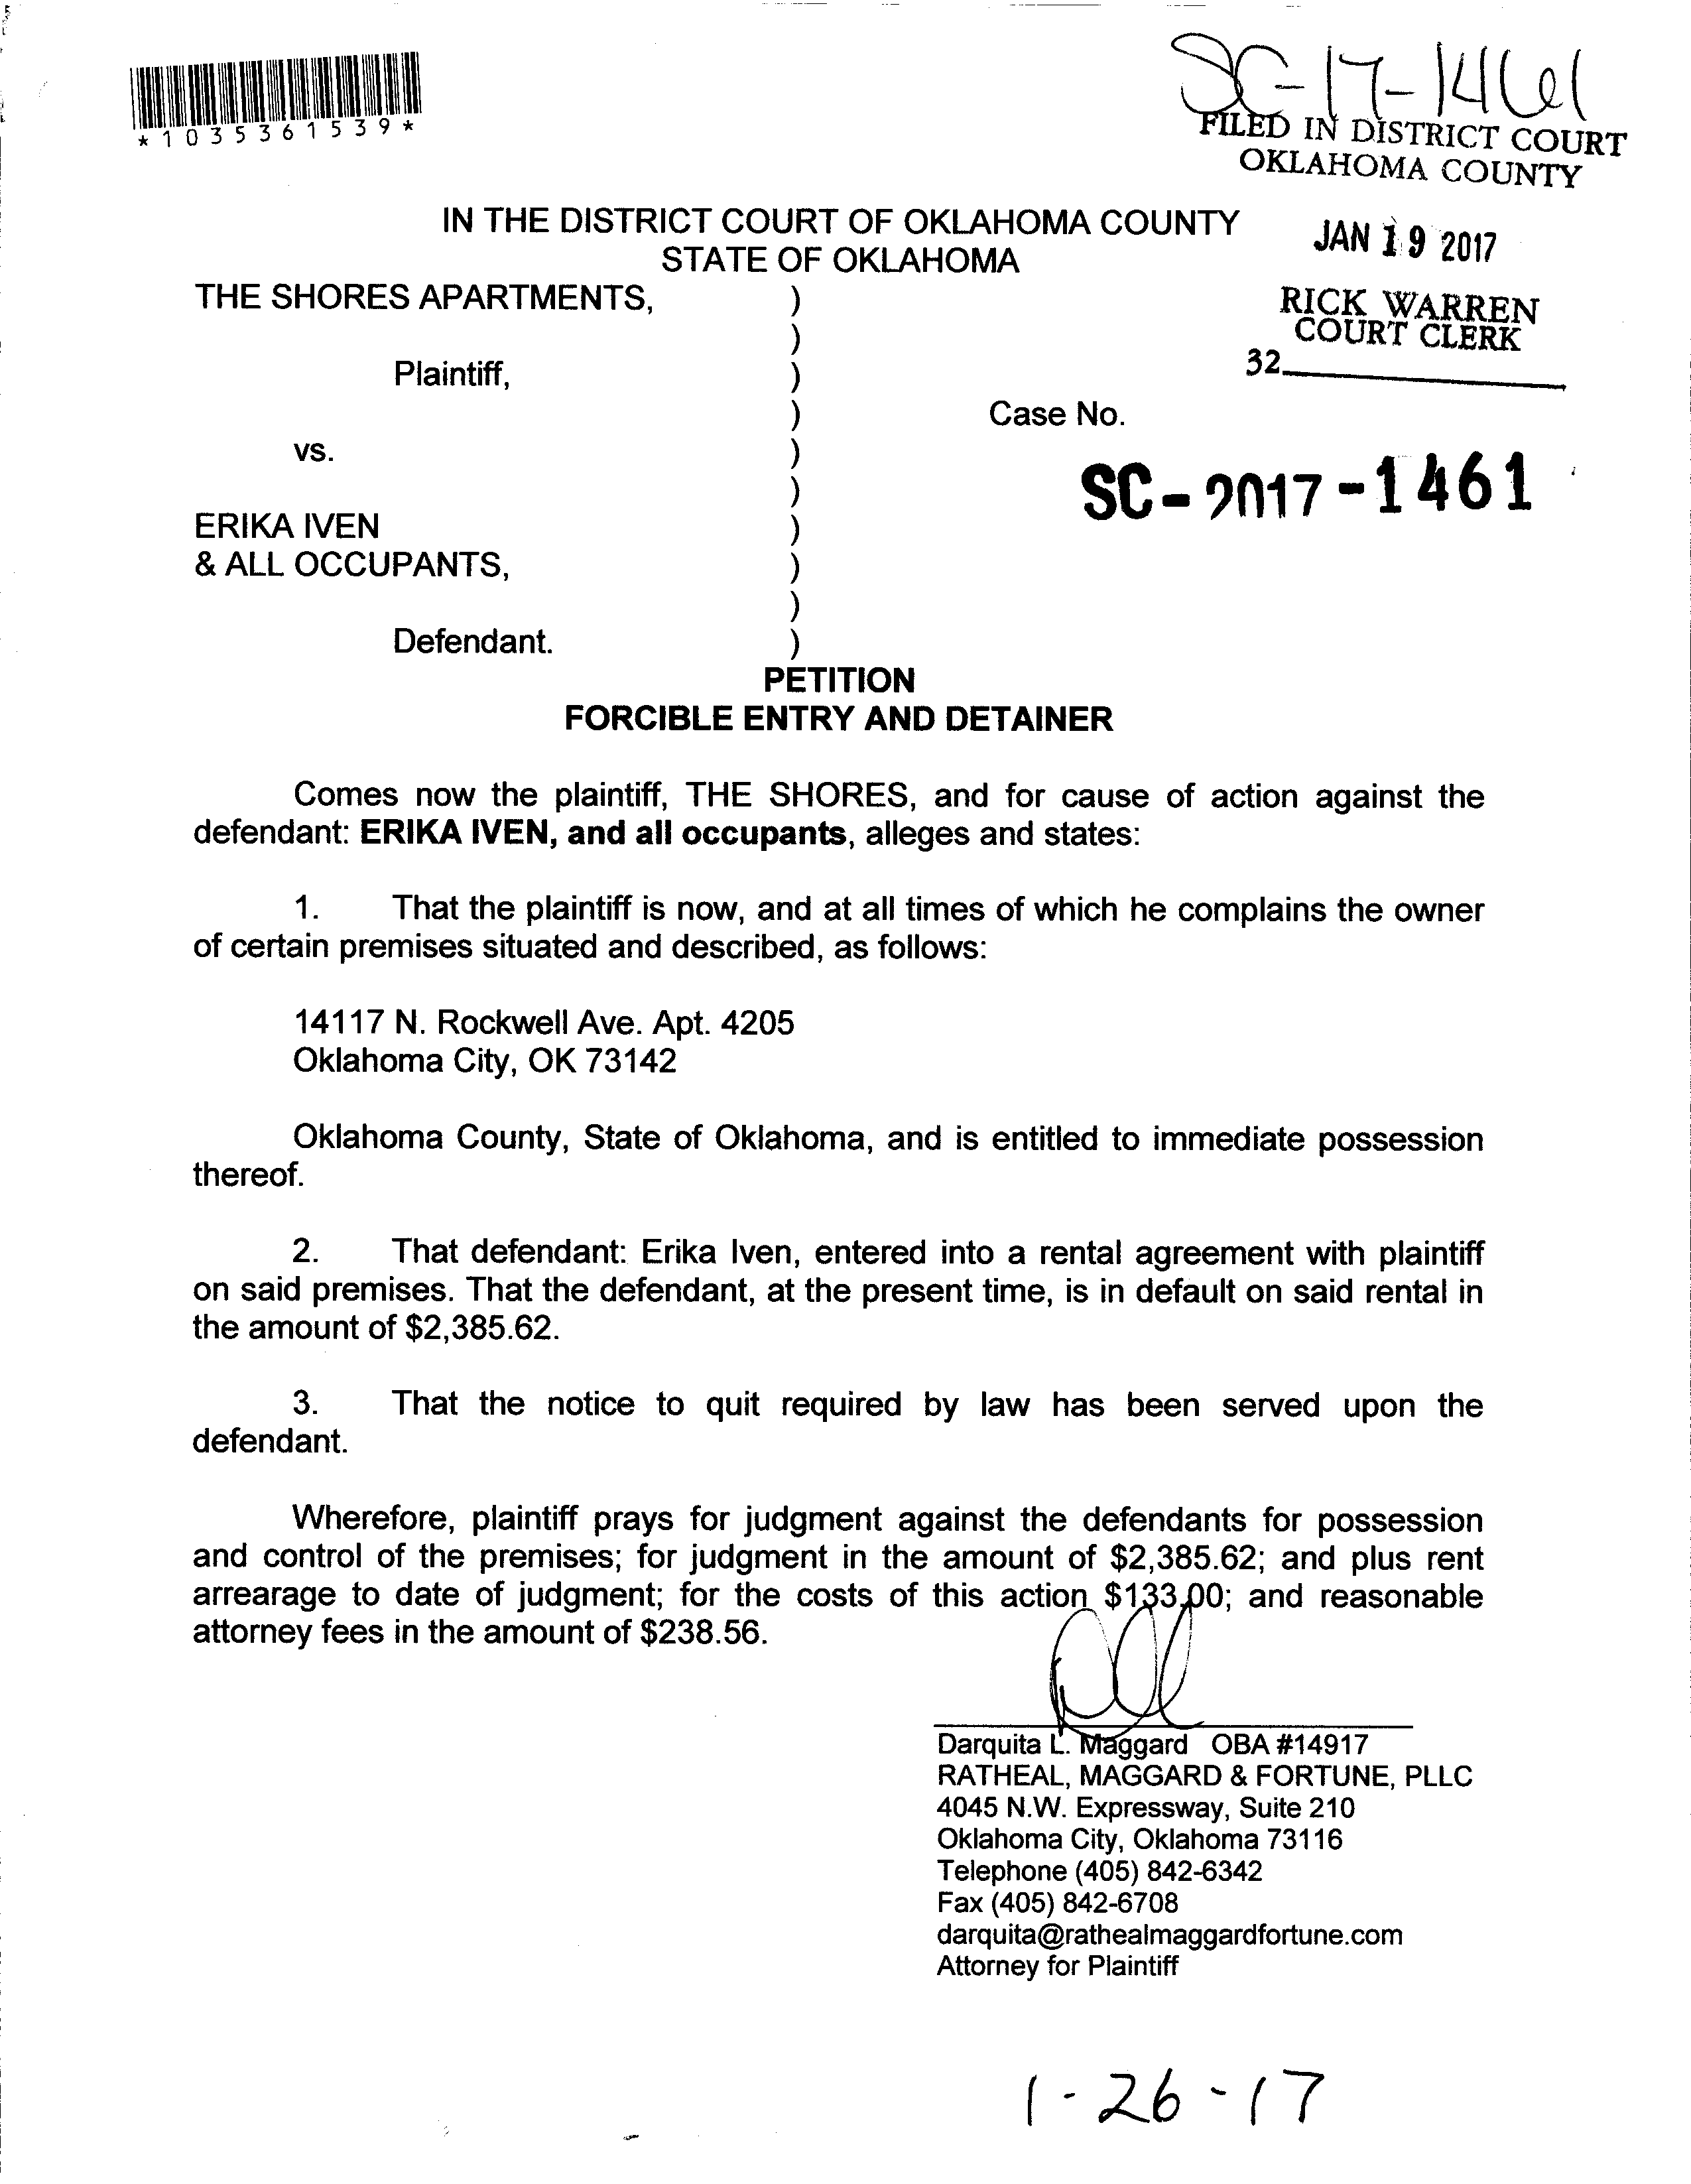 SC-17-1461
*1035361539*
FILED IN DISTRICT COURT
OKLAHOMA COUNTY
IN THE DISTRICT COURT OF OKLAHOMA COUNTY
STATE OF OKLAHOMA
JAN 19 2017
RICK WARREN
COURT CLERK
32
THE SHORES APARTMENTS, )
)
Plaintiff, )
) Case No.
vs. )
) SC-2017-1461
ERIKA IVEN )
& ALL OCCUPANTS, )
)
Defendant. )
PETITION
FORCIBLE ENTRY AND DETAINER
Comes now the plaintiff, THE SHORES, and for cause of action against the
defendant: ERIKA IVEN, and all occupants, alleges and states:
1. That the plaintiff is now, and at all times of which he complains the owner
of certain premises situated and described, as follows:
14117 N. Rockwell Ave. Apt. 4205
Oklahoma City, OK 73142
Oklahoma County, State of Oklahoma, and is entitled to immediate possession
thereof.
2. That defendant: Erika Iven, entered into a rental agreement with plaintiff
on said premises. That the defendant, at the present time, is in default on said rental in
the amount of $2,385.62.
3. That the notice to quit required by law has been served upon the
defendant.
Wherefore, plaintiff prays for judgment against the defendants for possession
and control of the premises; for judgment in the amount of $2,385.62; and plus rent
arrearage to date of judgment; for the costs of this action $133.00; and reasonable
attorney fees in the amount of $238.56.
Darquita L. Maggard OBA #14917
RATHEAL, MAGGARD & FORTUNE, PLLC
4045 N.W. Expressway, Suite 210
Oklahoma City, Oklahoma 73116
Telephone (405) 842-6342
Fax (405) 842-6708
darquita@rathealmaggardfortune.com
Attorney for Plaintiff
1-26-17